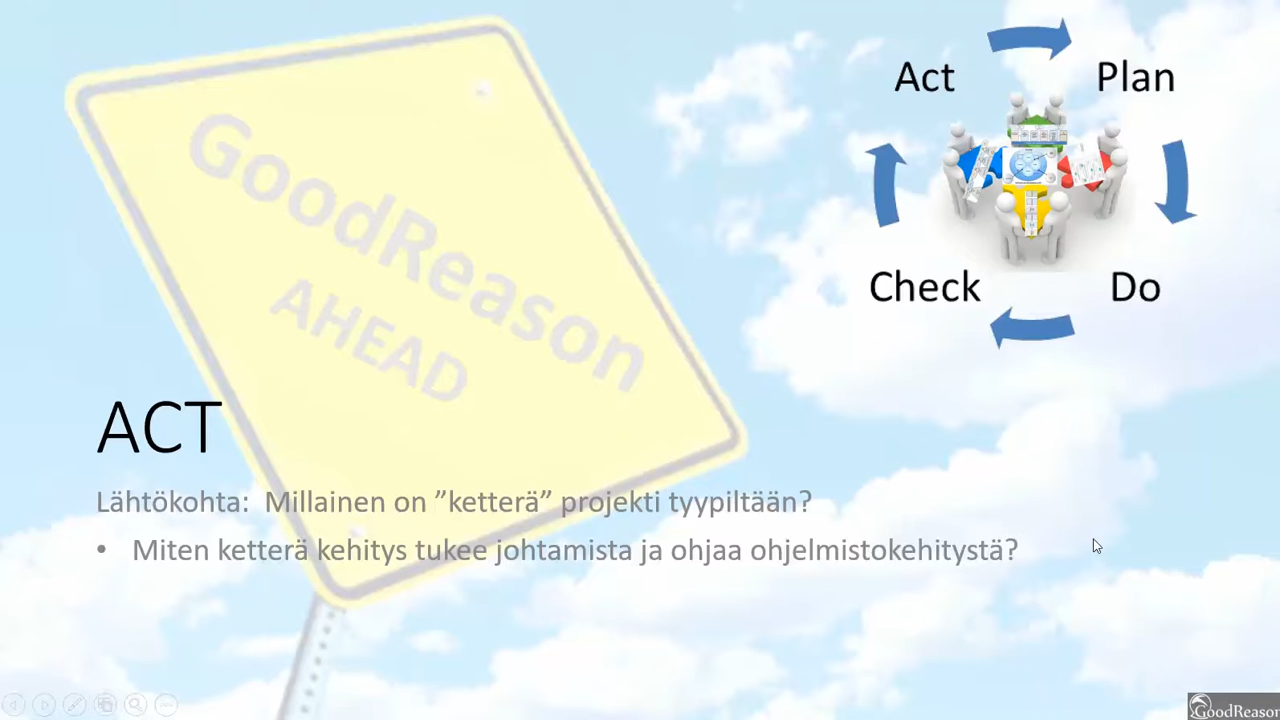 Act
Plan
GoodReason
AHEAD
Check
Do
ACT
Lähtökohta: Millainen on ”ketterä” projekti tyypiltään?
• Miten ketterä kehitys tukee johtamista ja ohjaa ohjelmistokehitystä?
GoodReason